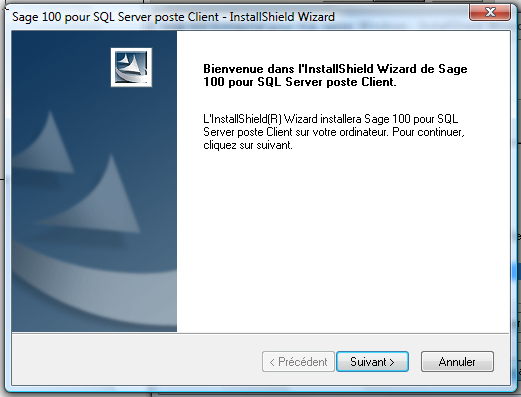 Sage 100 pour SQL Server poste Client - InstallShield Wizard
Bienvenue dans l'InstallShield Wizard de Sage
100 pour SQL Server poste Client.
L'InstallShield(R) Wizard installera Sage 100 pour SQL
Server poste Client sur votre ordinateur. Pour continuer,
cliquez sur suivant.
< Précédent
Suivant >
Annuler